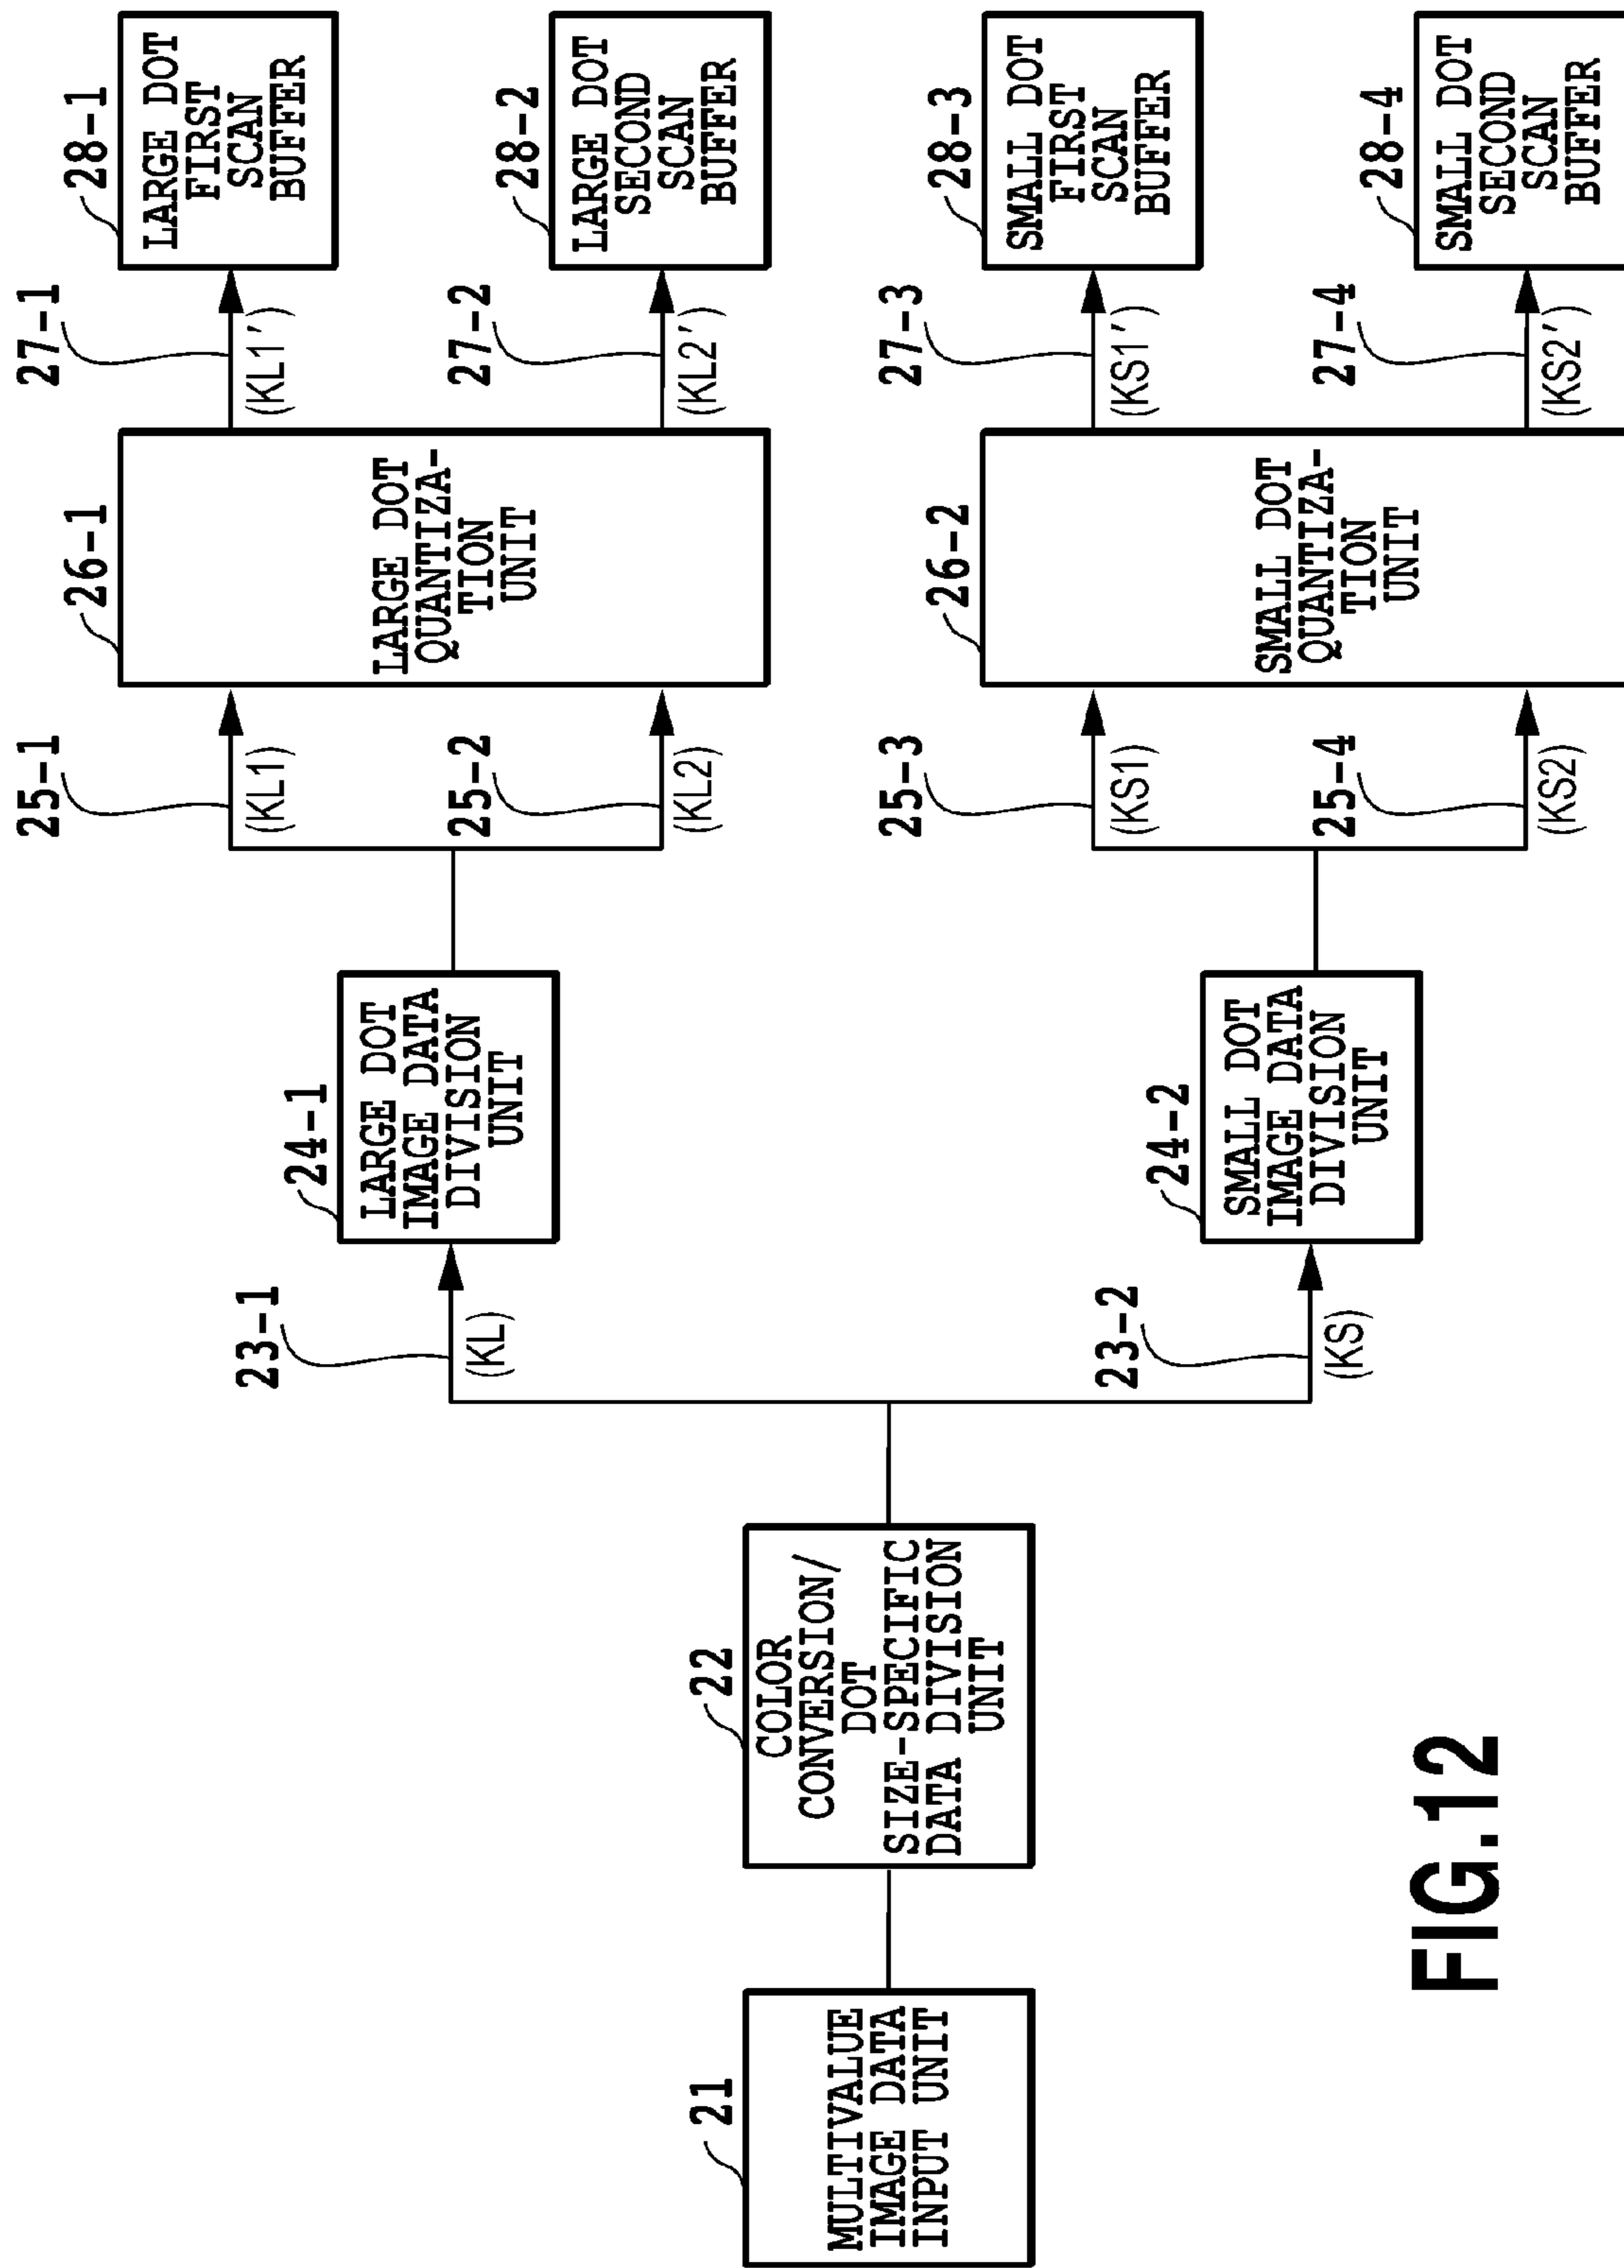 21
MULTIVALUE
IMAGE DATA
INPUT UNIT
22
COLOR
CONVERSION/
DOT
SIZE-SPECIFIC
DATA DIVISION
UNIT
23-1
(KL)
24-1
LARGE DOT
IMAGE DATA
DIVISION
UNIT
25-1
(KL1)
25-2
(KL2)
26-1
LARGE DOT
QUANTIZA-
TION
UNIT
27-1
(KL1')
27-2
(KL2')
28-1
LARGE DOT
FIRST
SCAN
BUFFER
28-2
LARGE DOT
SECOND
SCAN
BUFFER
23-2
(KS)
24-2
SMALL DOT
IMAGE DATA
DIVISION
UNIT
25-3
(KS1)
25-4
(KS2)
26-2
SMALL DOT
QUANTIZA-
TION
UNIT
27-3
(KS1')
27-4
(KS2')
28-3
SMALL DOT
FIRST
SCAN
BUFFER
28-4
SMALL DOT
SECOND
SCAN
BUFFER
FIG.12